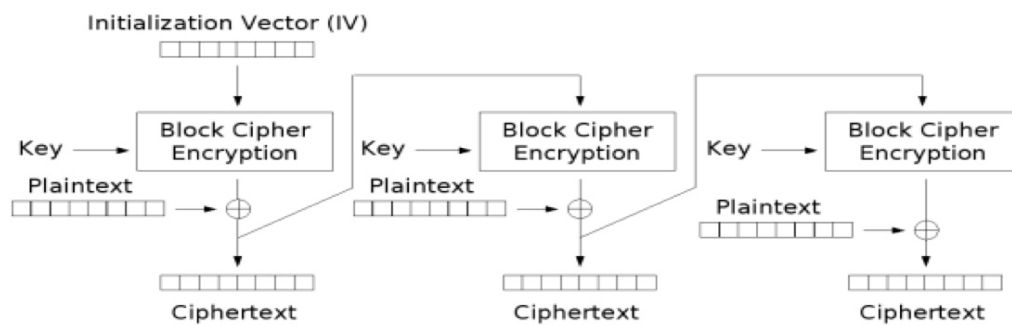 Initialization Vector (IV)
Block Cipher
Encryption
Key
Plaintext
Ciphertext
Block Cipher
Encryption
Key
Plaintext
Ciphertext
Block Cipher
Encryption
Key
Plaintext
Ciphertext